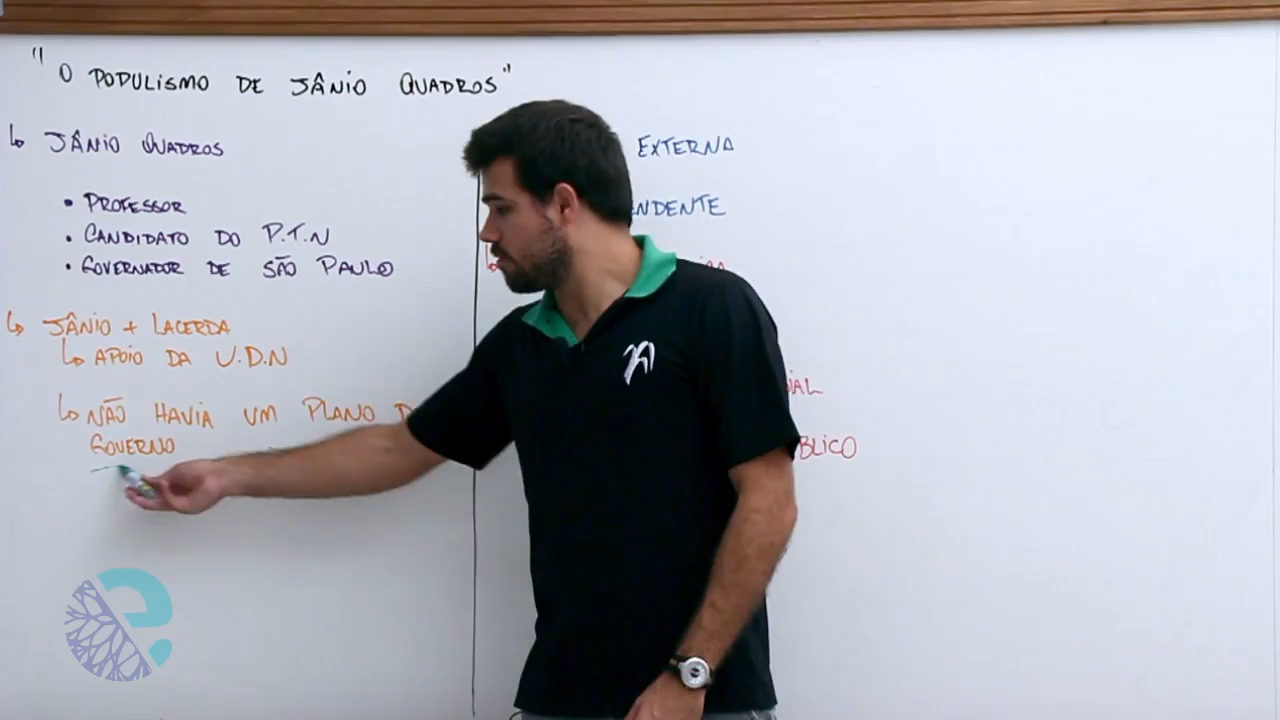 "O POPULISMO DE JÂNIO QUADROS"
↳ JÂNIO QUADROS
• PROFESSOR
• CANDIDATO DO P.T.N
• GOVERNADOR DE SÃO PAULO
↳ JÂNIO + LACERDA
↳ APOIO DA U.D.N
↳ NÃO HAVIA UM PLANO D
GOVERNO
EXTERNA
ENDENTE
IAL
BLICO